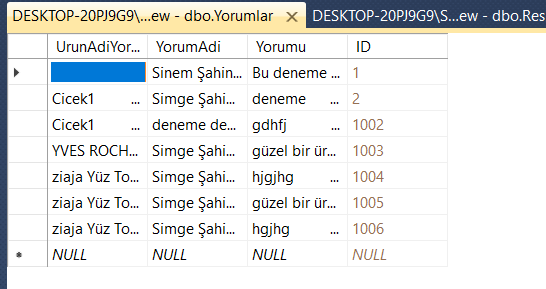 DESKTOP-20PJ9G9\...ew - dbo.Yorumlar DESKTOP-20PJ9G9\S...ew - dbo.Res
UrunAdiYor... YorumAdi Yorumu ID
Sinem Şahin... Bu deneme ... 1
Cicek1 ... Simge Şahi... deneme ... 2
Cicek1 ... deneme de... gdhfj ... 1002
YVES ROCH... Simge Şahi... güzel bir ür... 1003
ziaja Yüz To... Simge Şahi... hjgjhg ... 1004
ziaja Yüz To... Simge Şahi... güzel bir ür... 1005
ziaja Yüz To... Simge Şahi... hgjhg ... 1006
NULL NULL NULL NULL